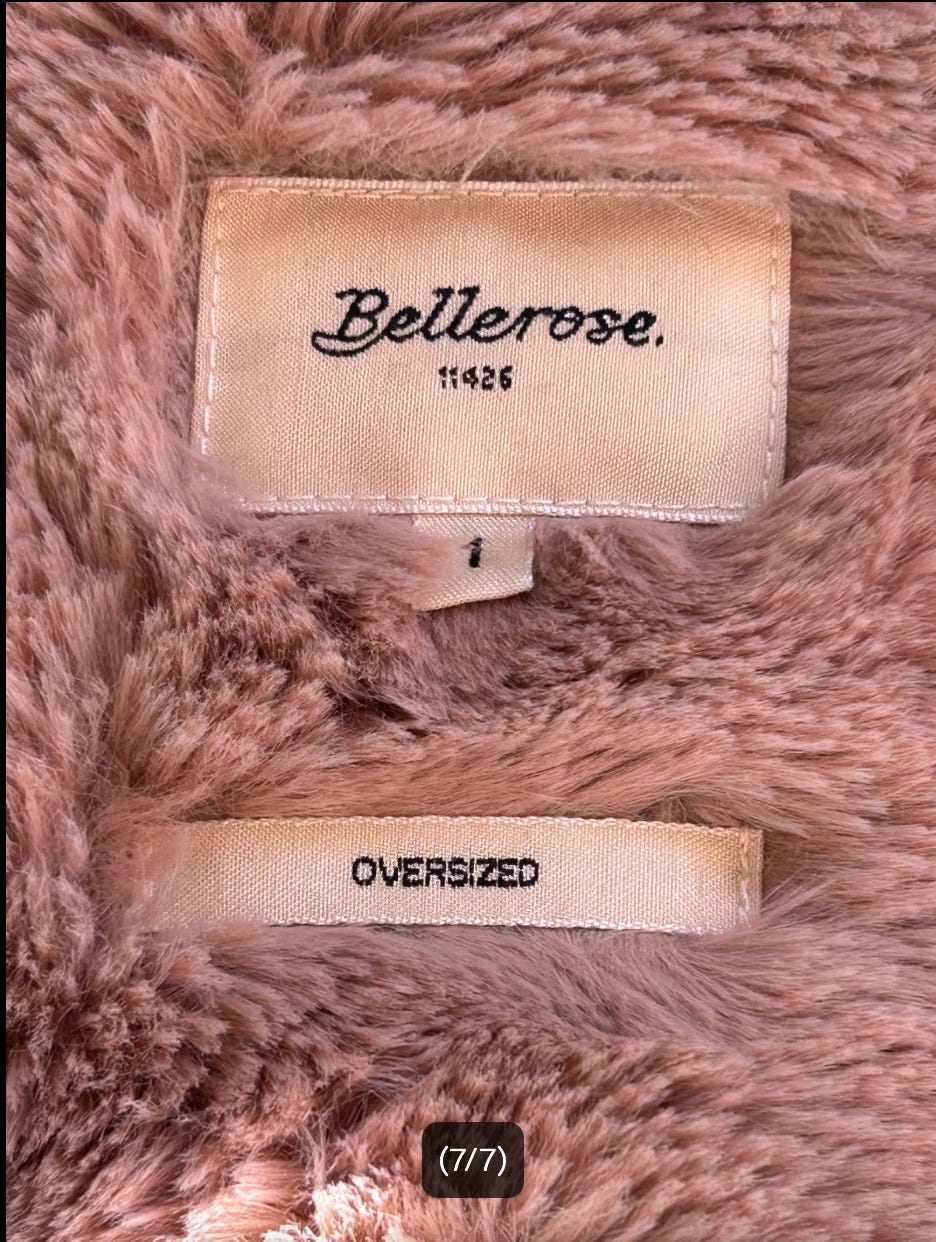 Bellerose.
11426
1
OVERSIZED
(7/7)